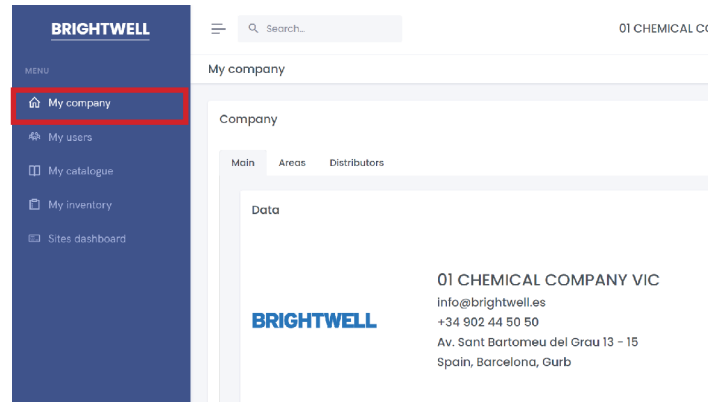 BRIGHTWELL
Search...
01 CHEMICAL CO
MENU
My company
My users
My catalogue
My inventory
Sites dashboard
My company
Company
Main Areas Distributors
Data
BRIGHTWELL
01 CHEMICAL COMPANY VIC
info@brightwell.es
+34 902 44 50 50
Av. Sant Bartomeu del Grau 13 - 15
Spain, Barcelona, Gurb